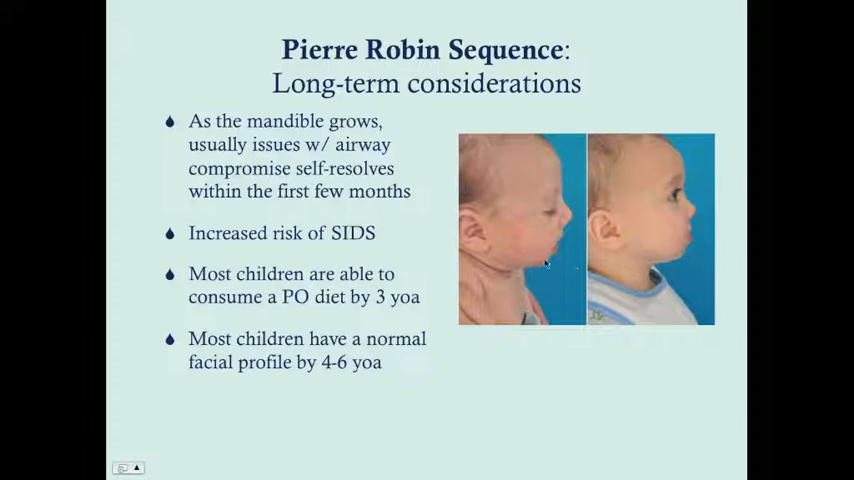 Pierre Robin Sequence:
Long-term considerations
As the mandible grows,
usually issues w/ airway
compromise self-resolves
within the first few months
Increased risk of SIDS
Most children are able to
consume a PO diet by 3 yoa
Most children have a normal
facial profile by 4-6 yoa